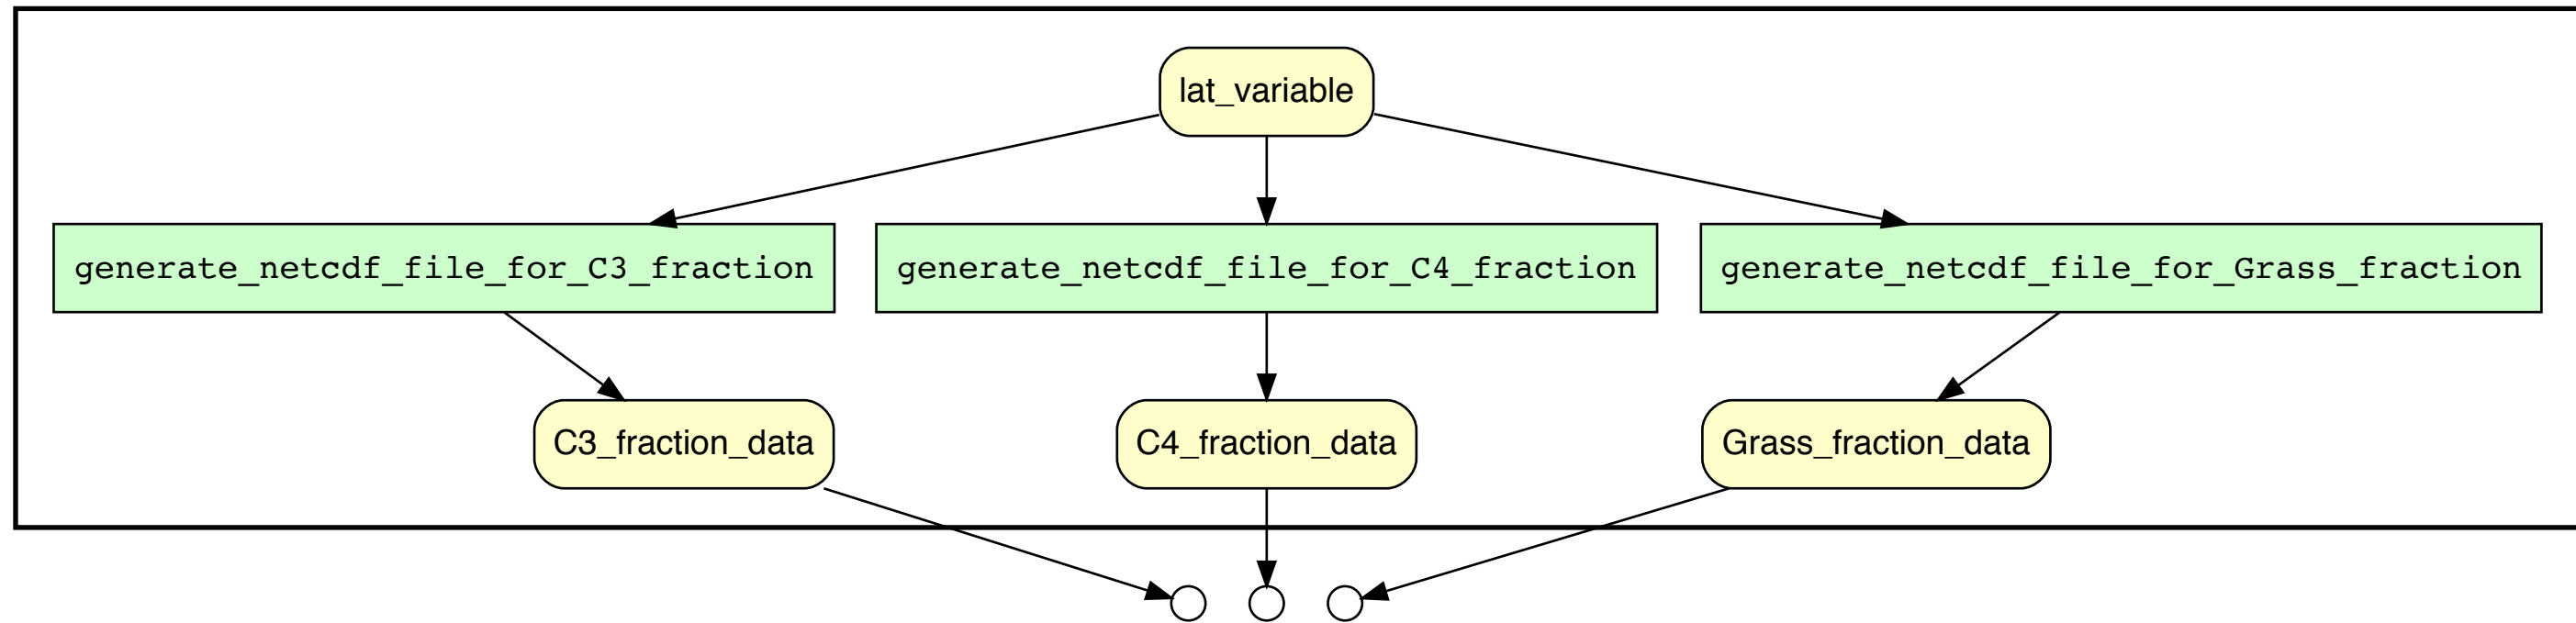 lat_variable
generate_netcdf_file_for_C3_fraction
generate_netcdf_file_for_C4_fraction
generate_netcdf_file_for_Grass_fraction
C3_fraction_data
C4_fraction_data
Grass_fraction_data